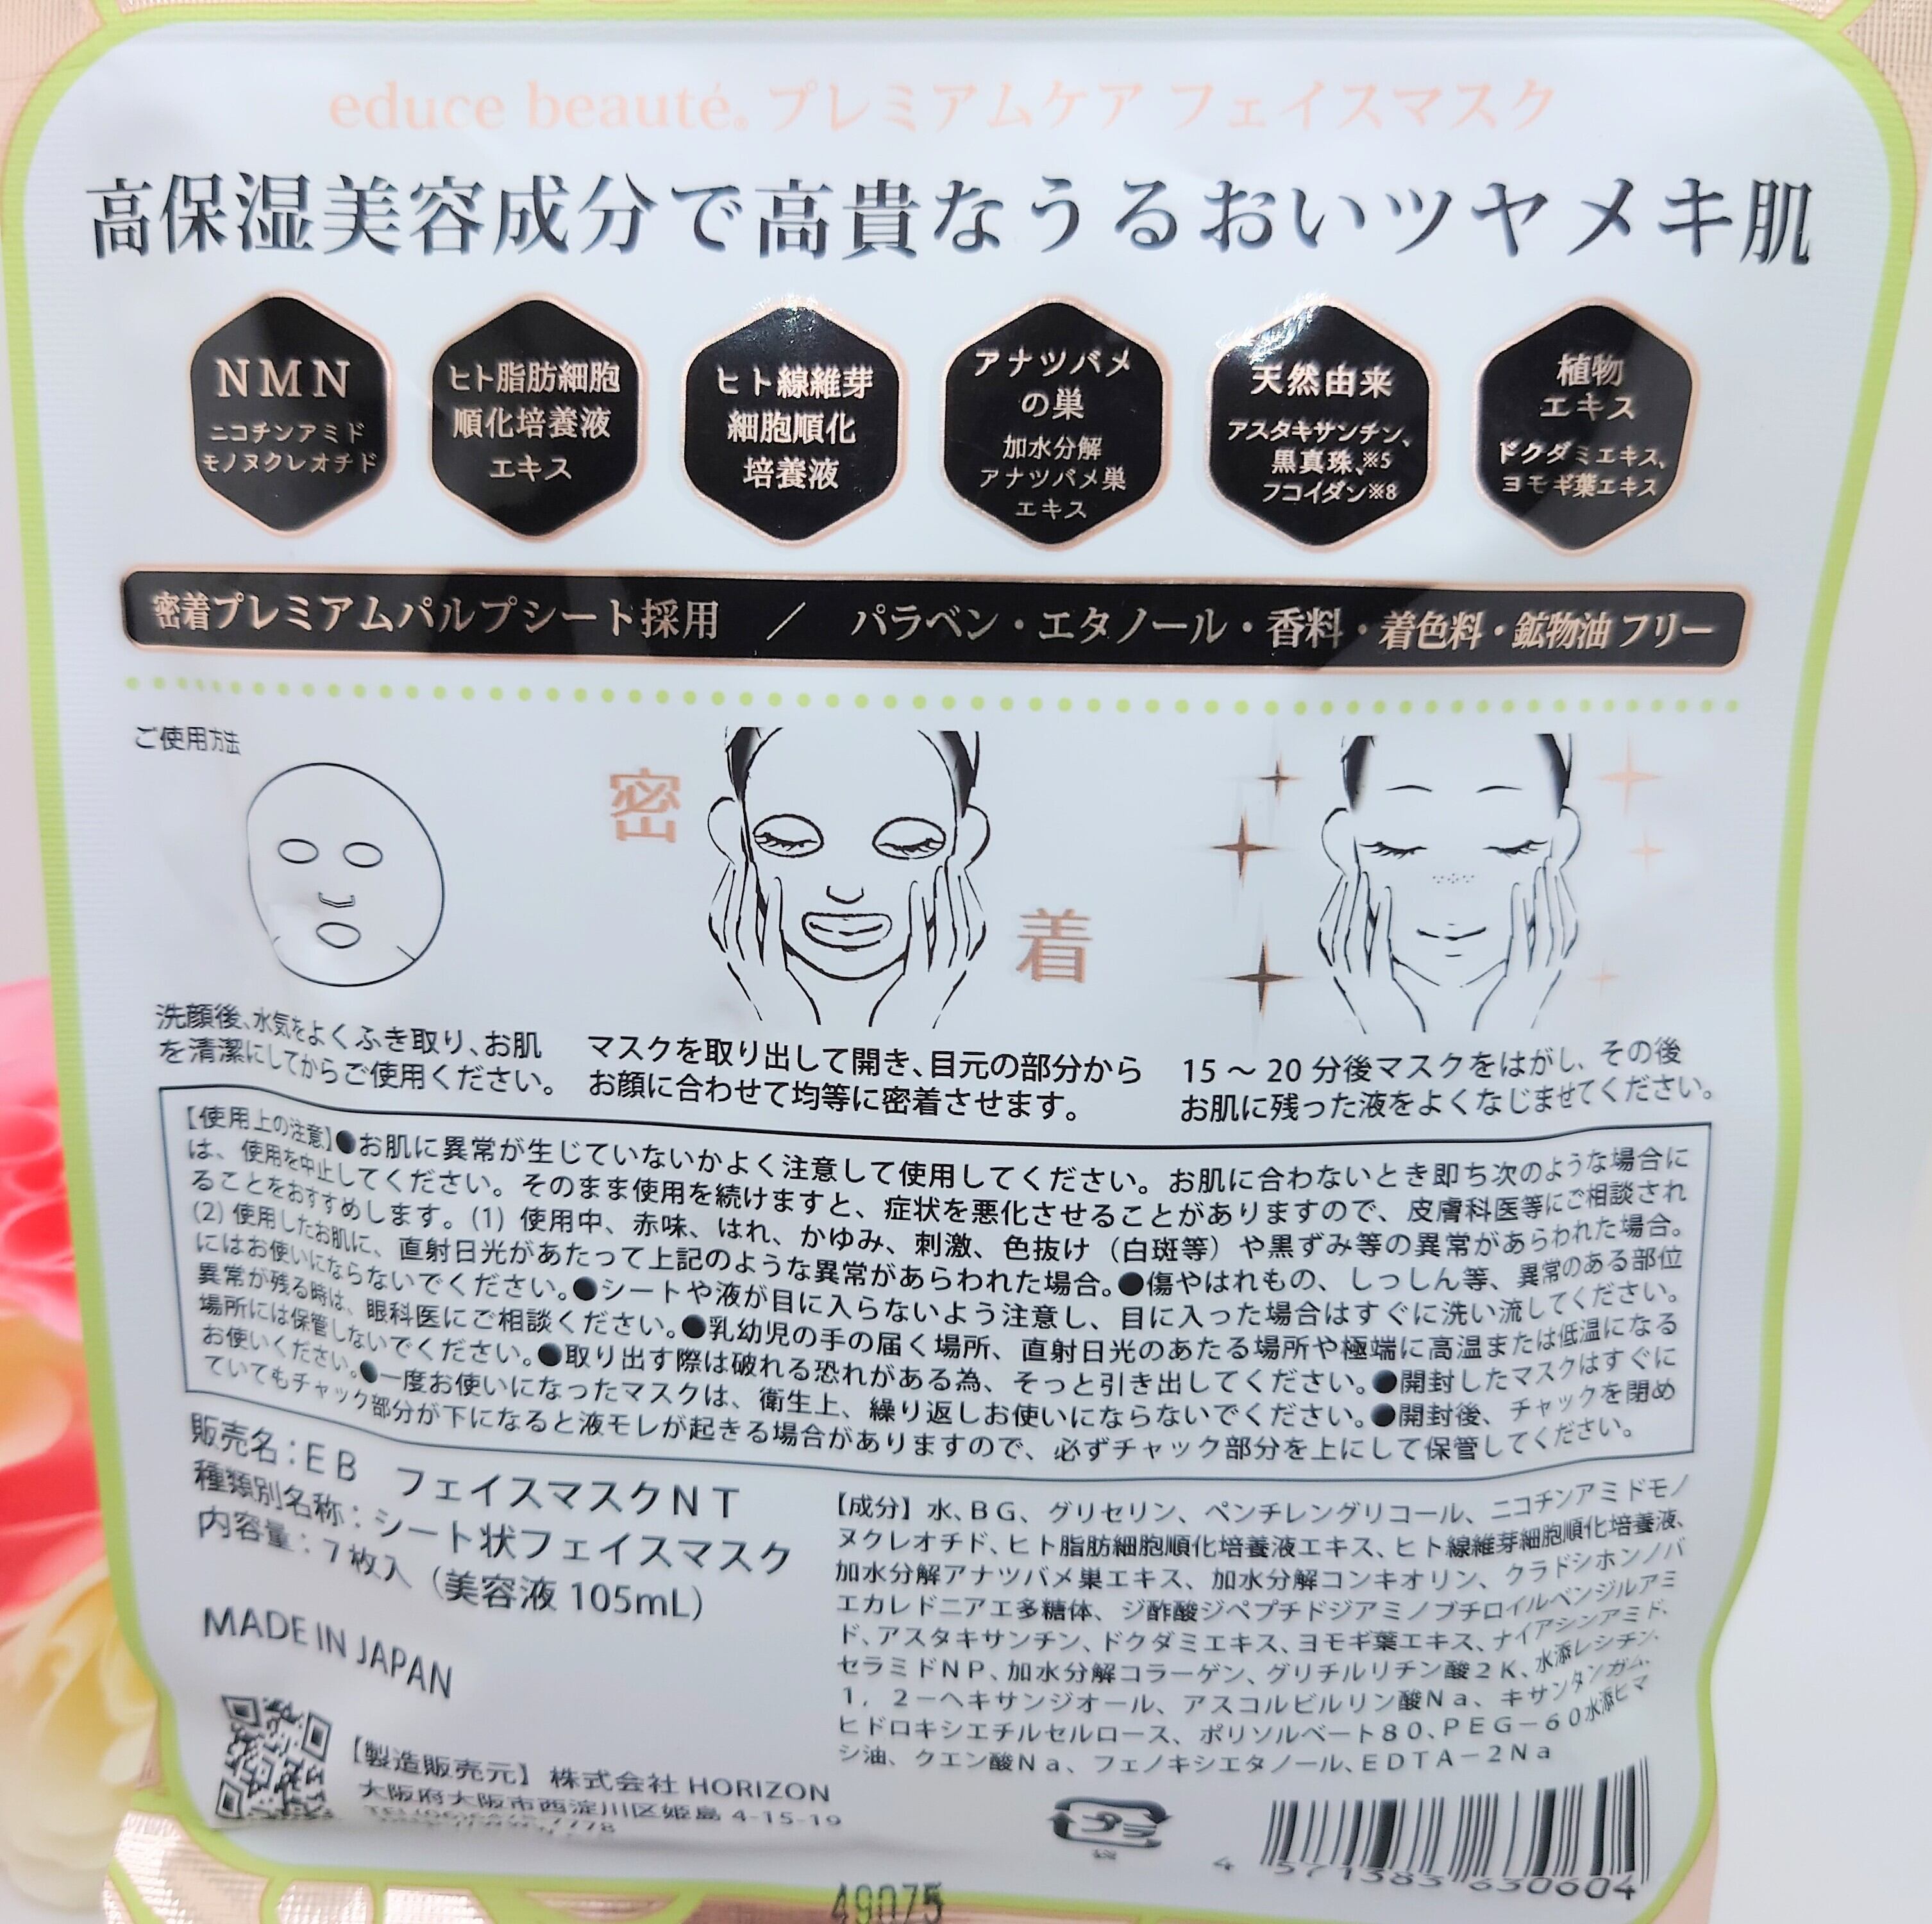 educe beauté® プレミアムケア フェイスマスク
高保湿美容成分で高貴なうるおいツヤメキ肌
NMN
ニコチンアミド
モノヌクレオチド
ヒト脂肪細胞
順化培養液
エキス
ヒト線維芽
細胞順化
培養液
アナツバメ
の巣
加水分解
アナツバメ巣
エキス
天然由来
アスタキサンチン、
黒真珠、※5
フコイダン※8
植物
エキス
ドクダミエキス、
ヨモギ葉エキス
密着プレミアムパルプシート採用 ／ パラベン・エタノール・香料・着色料・鉱物油 フリー
ご使用方法
密
着
洗顔後、水気をよくふき取り、お肌
を清潔にしてからご使用ください。
マスクを取り出して開き、目元の部分から
お顔に合わせて均等に密着させます。
15 ～ 20 分後マスクをはがし、その後
お肌に残った液をよくなじませてください。
【使用上の注意】●お肌に異常が生じていないかよく注意して使用してください。お肌に合わないとき即ち次のような場合に
は、使用を中止してください。そのまま使用を続けますと、症状を悪化させることがありますので、皮膚科医等にご相談され
ることをおすすめします。(1) 使用中、赤味、はれ、かゆみ、刺激、色抜け（白斑等）や黒ずみ等の異常があらわれた場合。
(2) 使用したお肌に、直射日光があたって上記のような異常があらわれた場合。●傷やはれもの、しっしん等、異常のある部位
にはお使いにならないでください。●シートや液が目に入らないよう注意し、目に入った場合はすぐに洗い流してください。
異常が残る時は、眼科医にご相談ください。●乳幼児の手の届く場所、直射日光のあたる場所や極端に高温または低温になる
場所には保管しないでください。●取り出す際は破れる恐れがある為、そっと引き出してください。●開封したマスクはすぐに
お使いください。●一度お使いになったマスクは、衛生上、繰り返しお使いにならないでください。●開封後、チャックを閉め
ていてもチャック部分が下になると液モレが起きる場合がありますので、必ずチャック部分を上にして保管してください。
販売名：ＥＢ　フェイスマスクＮＴ
種類別名称：シート状フェイスマスク
内容量：7 枚入（美容液 105mL）
MADE IN JAPAN
【成分】水、ＢＧ、グリセリン、ペンチレングリコール、ニコチンアミドモノ
ヌクレオチド、ヒト脂肪細胞順化培養液エキス、ヒト線維芽細胞順化培養液、
加水分解アナツバメ巣エキス、加水分解コンキオリン、クラドシホンノバ
エカレドニアエ多糖体、ジ酢酸ジペプチドジアミノブチロイルベンジルアミ
ド、アスタキサンチン、ドクダミエキス、ヨモギ葉エキス、ナイアシンアミド、
セラミドＮＰ、加水分解コラーゲン、グリチルリチン酸２Ｋ、水添レシチン、
１，２－ヘキサンジオール、アスコルビルリン酸Ｎａ、キサンタンガム、
ヒドロキシエチルセルロース、ポリソルベート８０、ＰＥＧ－６０水添ヒマ
シ油、クエン酸Ｎａ、フェノキシエタノール、ＥＤＴＡ－２Ｎａ
【製造販売元】株式会社 HORIZON
大阪府大阪市西淀川区姫島 4-15-19
プラ
4 571383 630604
49075